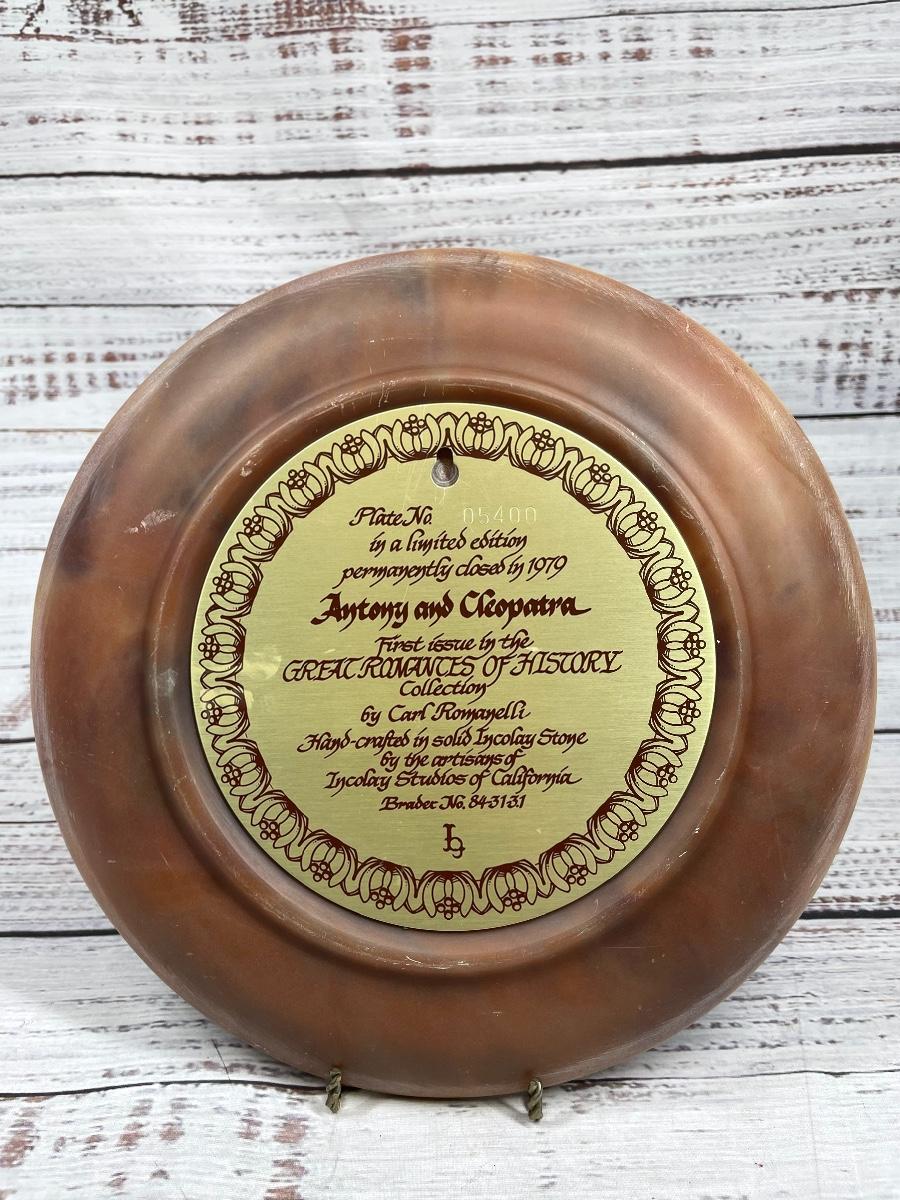 Plate No. 05400
in a limited edition
permanently closed in 1979
Antony and Cleopatra
First issue in the
GREAT ROMANCES OF HISTORY
Collection
by Carl Romanelli
Hand-crafted in solid Incolay Stone
by the artisans of
Incolay Studios of California
Bradex No. 84-31-3.1